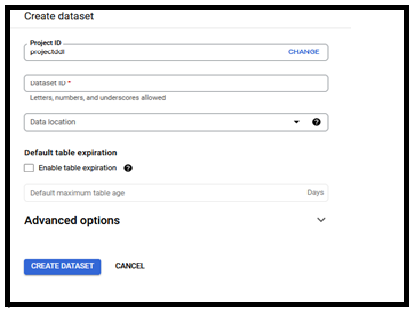 Create dataset
Project ID
CHANGE
Dataset ID *
Letters, numbers, and underscores allowed
Data location
Default table expiration
Enable table expiration
Default maximum table age Days
Advanced options
CREATE DATASET CANCEL